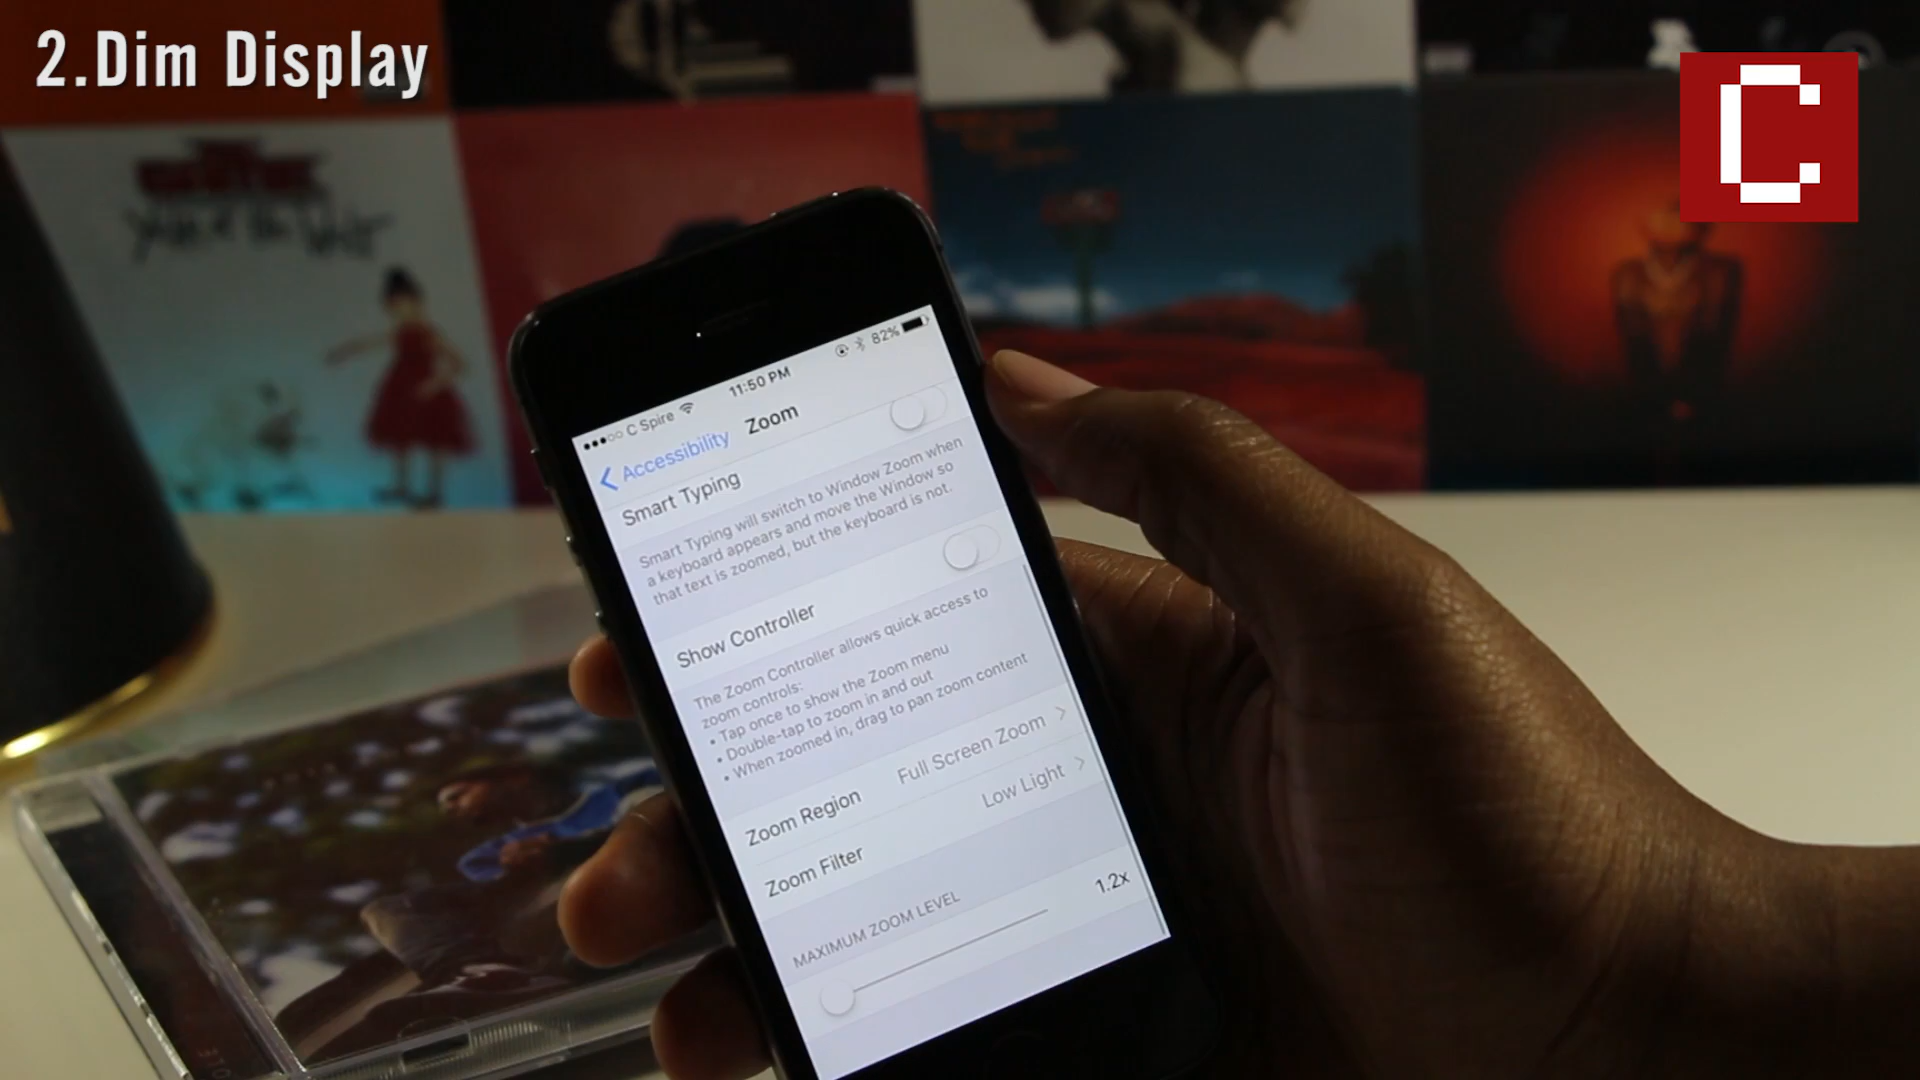 2.Dim Display
C
C Spire 11:50 PM 82%
Accessibility Zoom
Smart Typing
Smart Typing will switch to Window Zoom when
a keyboard appears and move the Window so
that text is zoomed, but the keyboard is not.
Show Controller
The Zoom Controller allows quick access to
zoom controls:
• Tap once to show the Zoom menu
• Double-tap to zoom in and out
• When zoomed in, drag to pan zoom content
Zoom Region Full Screen Zoom
Zoom Filter Low Light
MAXIMUM ZOOM LEVEL
1.2x